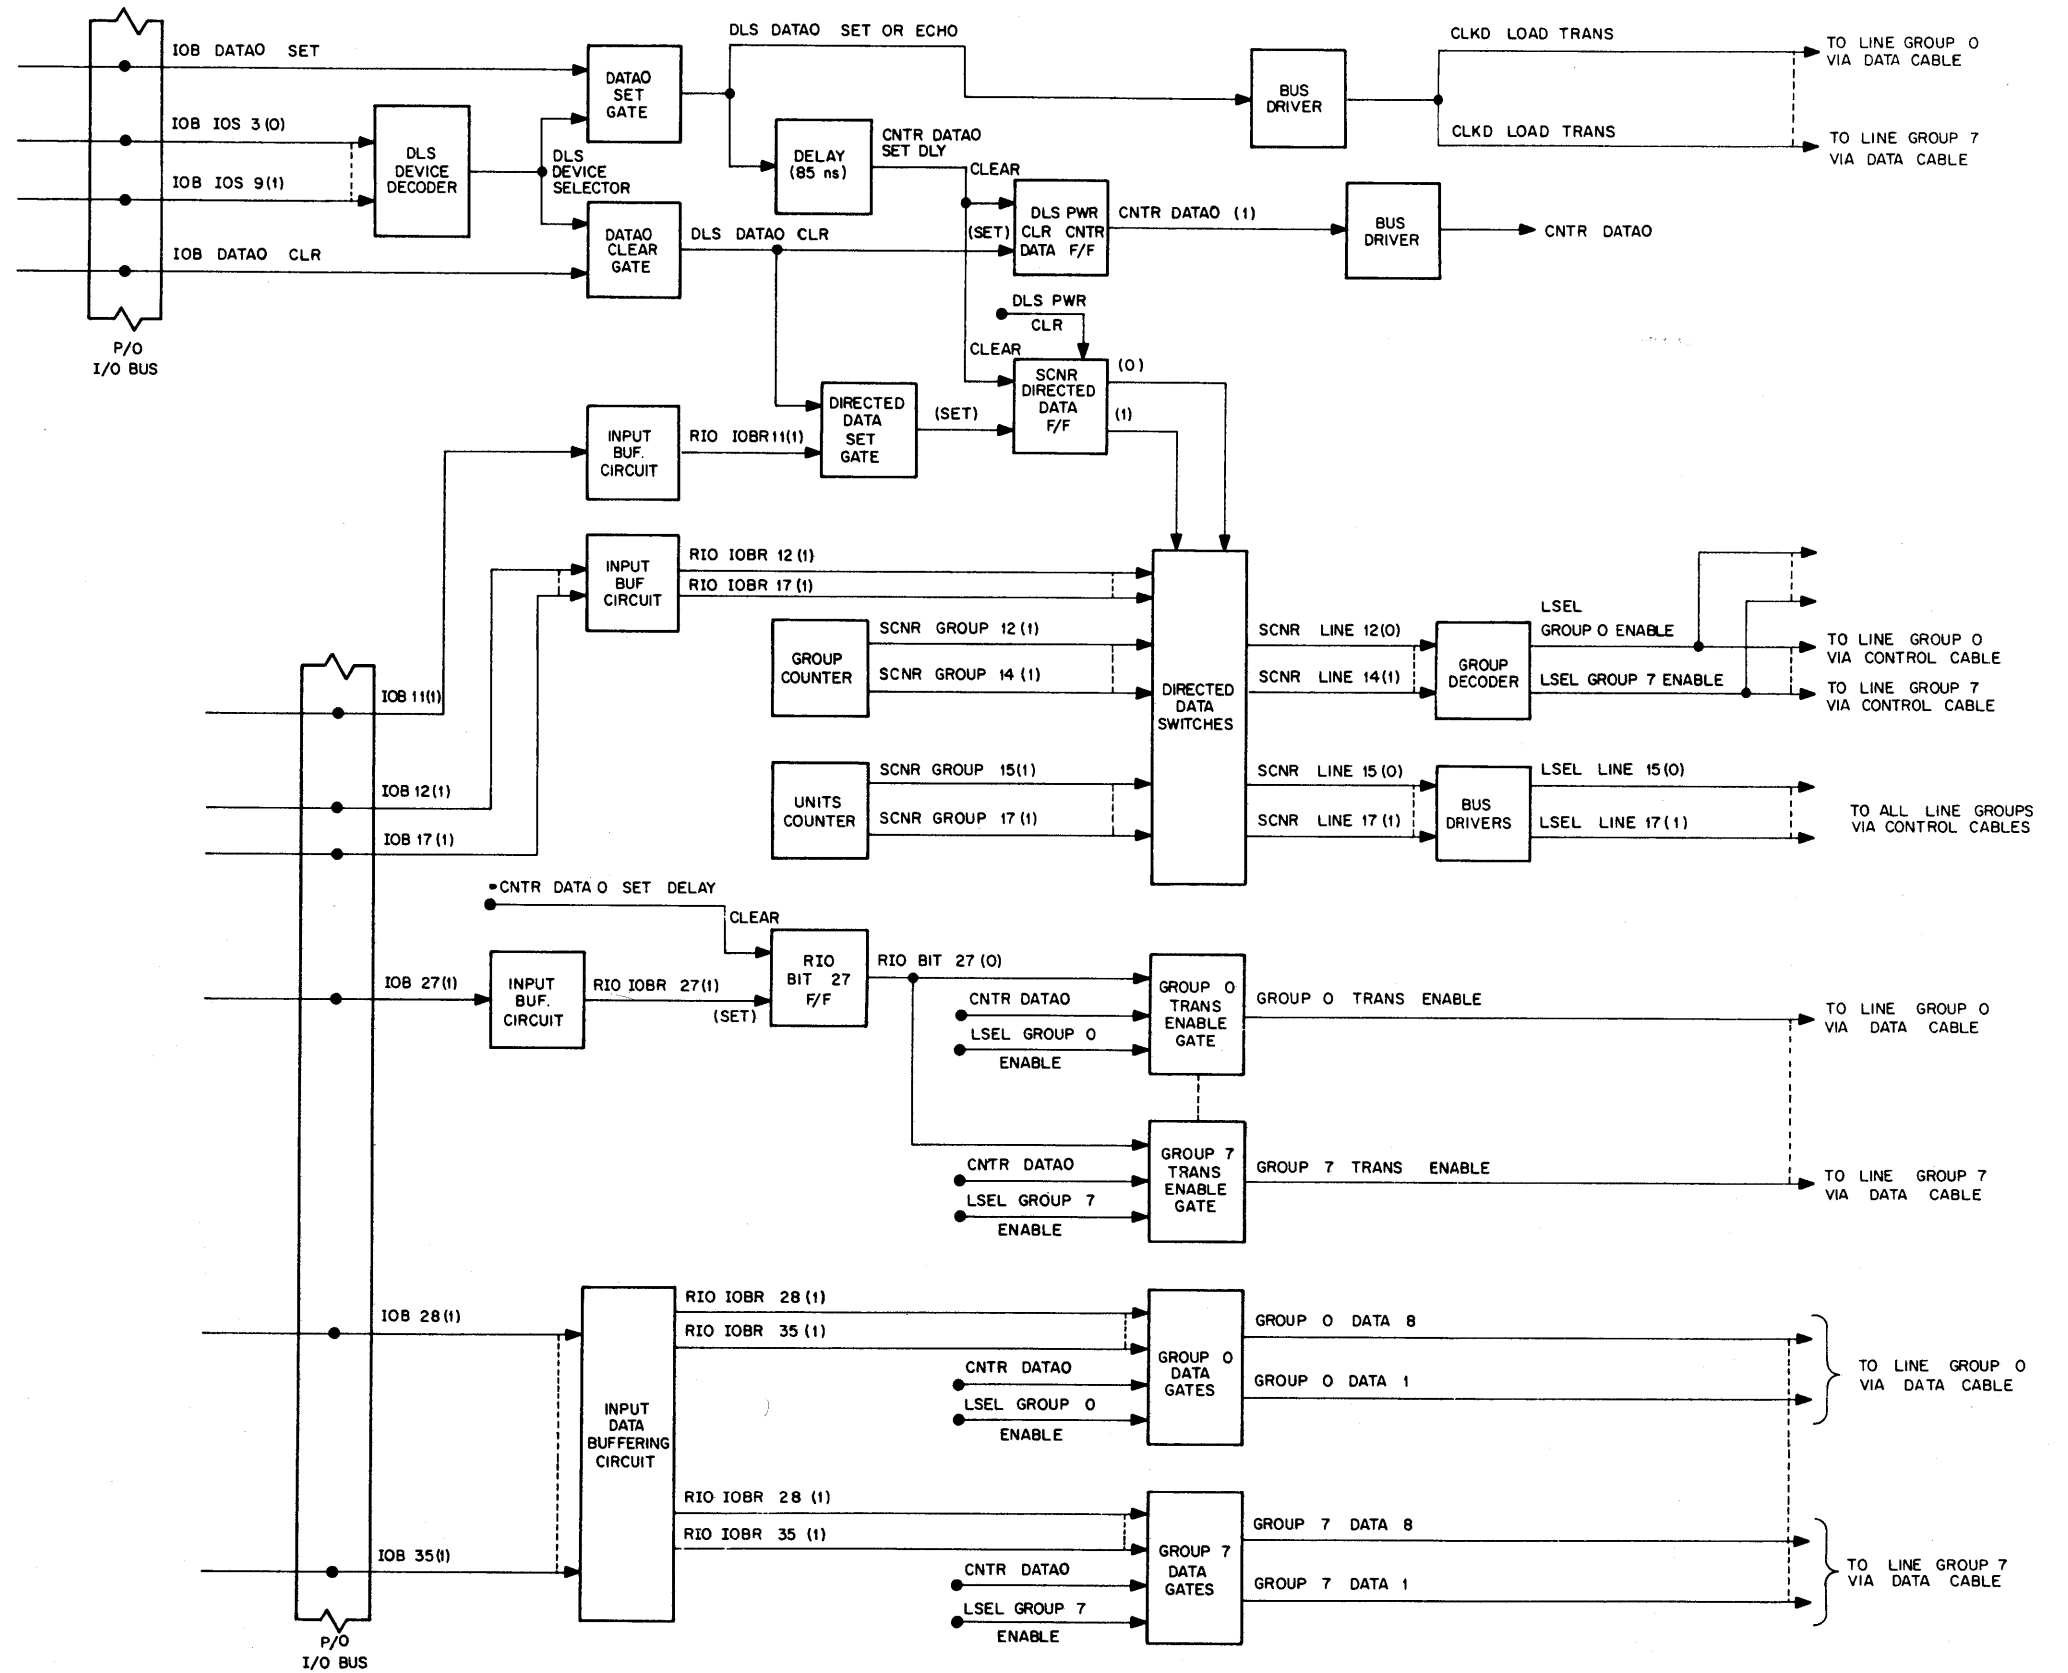 IOB DATAO SET
IOB IOS 3(0)
IOB IOS 9(1)
IOB DATAO CLR
P/O
I/O BUS
DLS
DEVICE
DECODER
DLS
DEVICE
SELECTOR
DATAO
SET
GATE
DATAO
CLEAR
GATE
DLS DATAO SET OR ECHO
DELAY
(85 ns)
CNTR DATAO
SET DLY
CLEAR
DLS DATAO CLR
(SET)
DLS PWR
CLR CNTR
DATA F/F
CNTR DATAO (1)
BUS
DRIVER
CLKD LOAD TRANS
CLKD LOAD TRANS
TO LINE GROUP 0
VIA DATA CABLE
TO LINE GROUP 7
VIA DATA CABLE
BUS
DRIVER
CNTR DATAO
DLS PWR
CLR
CLEAR
SCNR
DIRECTED
DATA
F/F
(0)
(1)
INPUT
BUF.
CIRCUIT
RIO IOBR 11(1)
DIRECTED
DATA
SET
GATE
(SET)
INPUT
BUF
CIRCUIT
RIO IOBR 12(1)
RIO IOBR 17(1)
GROUP
COUNTER
SCNR GROUP 12(1)
SCNR GROUP 14(1)
UNITS
COUNTER
SCNR GROUP 15(1)
SCNR GROUP 17(1)
DIRECTED
DATA
SWITCHES
SCNR LINE 12(0)
SCNR LINE 14(1)
GROUP
DECODER
LSEL
GROUP 0 ENABLE
LSEL GROUP 7 ENABLE
TO LINE GROUP 0
VIA CONTROL CABLE
TO LINE GROUP 7
VIA CONTROL CABLE
SCNR LINE 15(0)
SCNR LINE 17(1)
BUS
DRIVERS
LSEL LINE 15(0)
LSEL LINE 17(1)
TO ALL LINE GROUPS
VIA CONTROL CABLES
IOB 11(1)
IOB 12(1)
IOB 17(1)
CNTR DATA0 SET DELAY
CLEAR
IOB 27(1)
INPUT
BUF.
CIRCUIT
RIO IOBR 27(1)
(SET)
RIO
BIT 27
F/F
RIO BIT 27(0)
CNTR DATAO
LSEL GROUP 0
ENABLE
GROUP 0
TRANS
ENABLE
GATE
GROUP 0 TRANS ENABLE
TO LINE GROUP 0
VIA DATA CABLE
CNTR DATAO
LSEL GROUP 7
ENABLE
GROUP 7
TRANS
ENABLE
GATE
GROUP 7 TRANS ENABLE
TO LINE GROUP 7
VIA DATA CABLE
IOB 28(1)
IOB 35(1)
INPUT
DATA
BUFFERING
CIRCUIT
RIO IOBR 28(1)
RIO IOBR 35(1)
CNTR DATAO
LSEL GROUP 0
ENABLE
GROUP 0
DATA
GATES
GROUP 0 DATA 8
GROUP 0 DATA 1
TO LINE GROUP 0
VIA DATA CABLE
RIO IOBR 28 (1)
RIO IOBR 35 (1)
CNTR DATAO
LSEL GROUP 7
ENABLE
GROUP 7
DATA
GATES
GROUP 7 DATA 8
GROUP 7 DATA 1
TO LINE GROUP 7
VIA DATA CABLE
P/O
I/O BUS